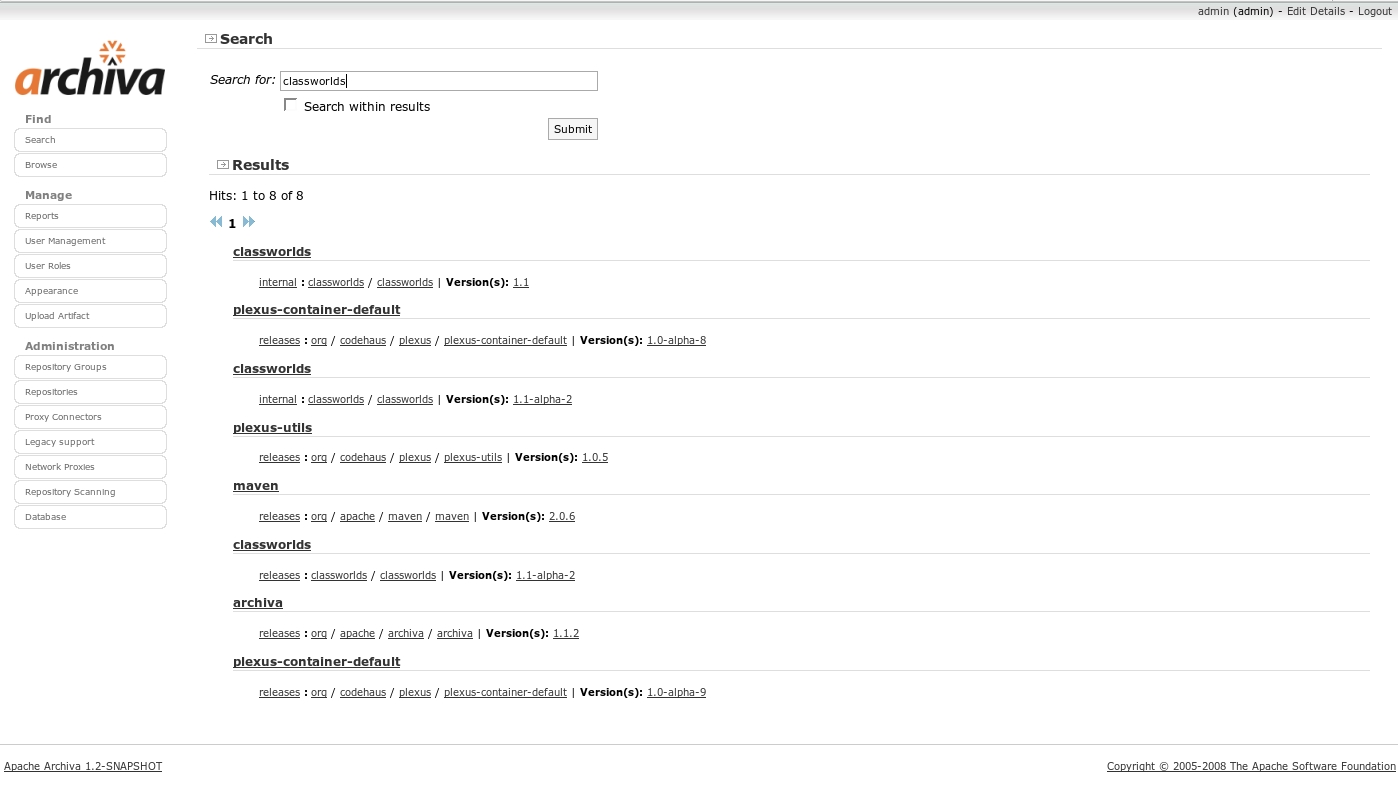 admin (admin) - Edit Details - Logout
archiva
Find
Search
Browse
Manage
Reports
User Management
User Roles
Appearance
Upload Artifact
Administration
Repository Groups
Repositories
Proxy Connectors
Legacy support
Network Proxies
Repository Scanning
Database
Search
Search for: classworlds
Search within results
Submit
Results
Hits: 1 to 8 of 8
1
classworlds
internal : classworlds / classworlds | Version(s): 1.1
plexus-container-default
releases : org / codehaus / plexus / plexus-container-default | Version(s): 1.0-alpha-8
classworlds
internal : classworlds / classworlds | Version(s): 1.1-alpha-2
plexus-utils
releases : org / codehaus / plexus / plexus-utils | Version(s): 1.0.5
maven
releases : org / apache / maven / maven | Version(s): 2.0.6
classworlds
releases : classworlds / classworlds | Version(s): 1.1-alpha-2
archiva
releases : org / apache / archiva / archiva | Version(s): 1.1.2
plexus-container-default
releases : org / codehaus / plexus / plexus-container-default | Version(s): 1.0-alpha-9
Apache Archiva 1.2-SNAPSHOT
Copyright © 2005-2008 The Apache Software Foundation